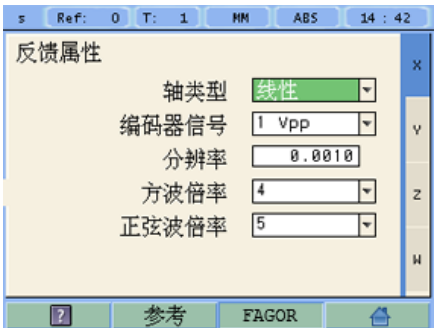 s Ref: 0 T: 1 MM ABS 14 : 42
反馈属性
X
轴类型 线性
编码器信号 1 Vpp
Y
分辨率 0.0010
方波倍率 4
Z
正弦波倍率 5
W
? 参考 FAGOR